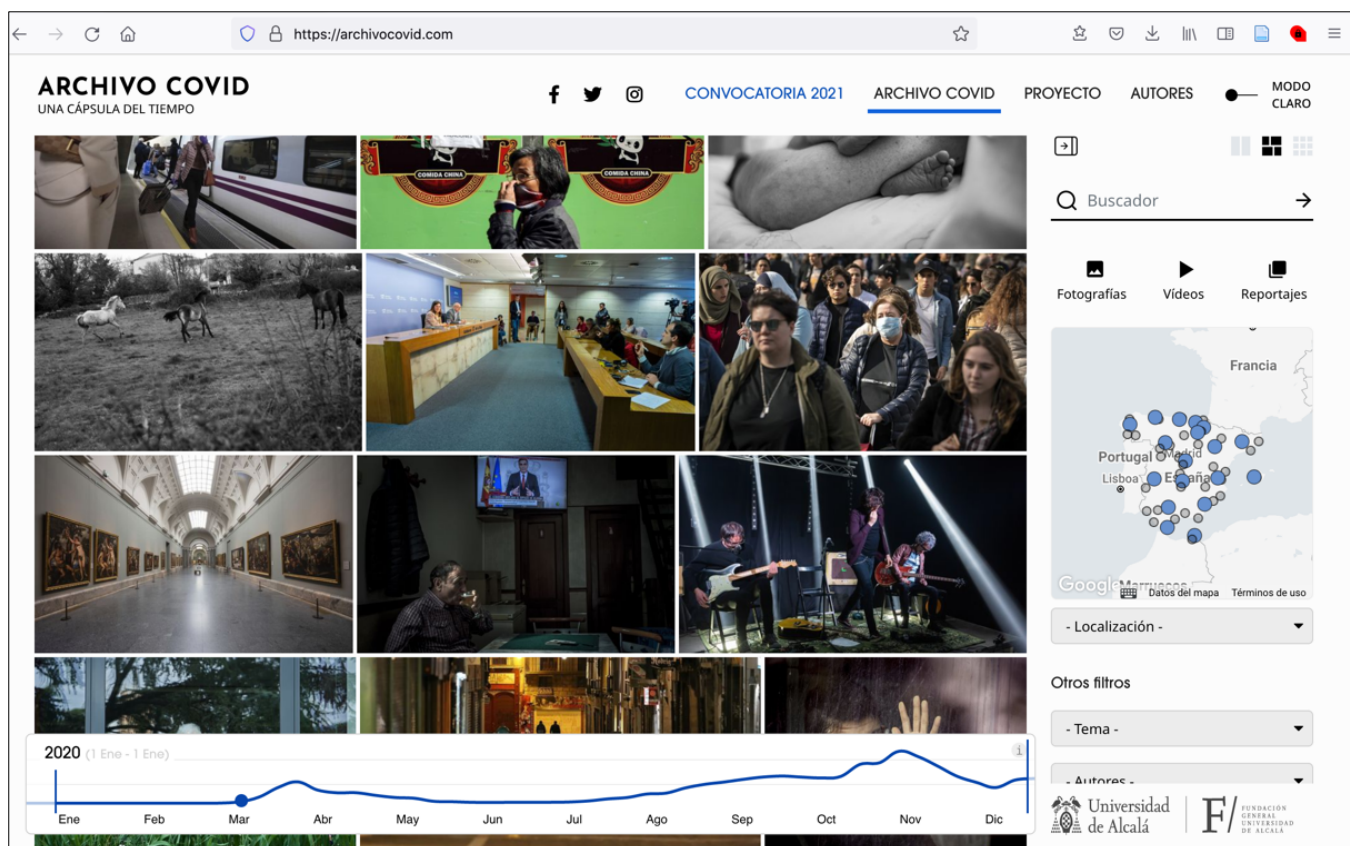 https://archivocovid.com
ARCHIVO COVID
UNA CÁPSULA DEL TIEMPO
CONVOCATORIA 2021
ARCHIVO COVID
PROYECTO
AUTORES
MODO
CLARO
COMIDA CHINA
COMIDA CHINA
Buscador
Fotografías
Vídeos
Reportajes
Francia
Portugal
Madrid
Lisboa
España
Google
Marruecos
Datos del mapa
Términos de uso
- Localización -
Otros filtros
- Tema -
- Autores -
2020 (1 Ene - 1 Ene)
i
Ene Feb Mar Abr May Jun Jul Ago Sep Oct Nov Dic
Universidad
de Alcalá
F/
FUNDACIÓN
GENERAL
UNIVERSIDAD
DE ALCALÁ